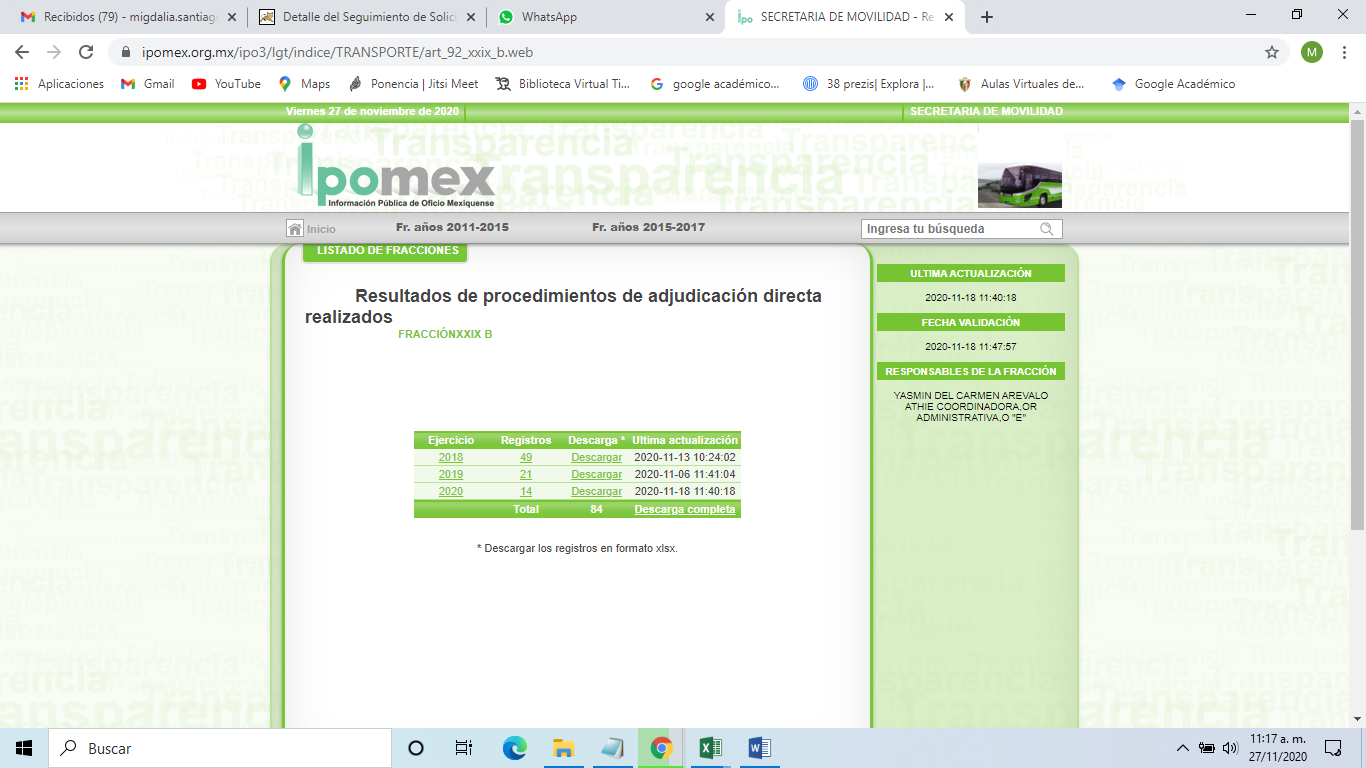 Recibidos (79) - migdalia.santiag
Detalle del Seguimiento de Solici
WhatsApp
SECRETARIA DE MOVILIDAD - Re
ipomex.org.mx/ipo3/lgt/indice/TRANSPORTE/art_92_xxix_b.web
M
Aplicaciones
Gmail
YouTube
Maps
Ponencia | Jitsi Meet
Biblioteca Virtual Ti...
google académico...
38 prezis| Explora |...
Aulas Virtuales de...
Google Académico
Viernes 27 de noviembre de 2020
SECRETARIA DE MOVILIDAD
ipomex
Información Pública de Oficio Mexiquense
Transparencia
Inicio
Fr. años 2011-2015
Fr. años 2015-2017
Ingresa tu búsqueda
LISTADO DE FRACCIONES
Resultados de procedimientos de adjudicación directa
realizados
FRACCIÓNXXIX B
Ejercicio Registros Descarga * Ultima actualización
2018 49 Descargar 2020-11-13 10:24:02
2019 21 Descargar 2020-11-06 11:41:04
2020 14 Descargar 2020-11-18 11:40:18
Total 84 Descarga completa
* Descargar los registros en formato xlsx.
ULTIMA ACTUALIZACIÓN
2020-11-18 11:40:18
FECHA VALIDACIÓN
2020-11-18 11:47:57
RESPONSABLES DE LA FRACCIÓN
YASMIN DEL CARMEN AREVALO
ATHIE COORDINADORA,OR
ADMINISTRATIVA,O "E"
Buscar
11:17 a. m.
27/11/2020